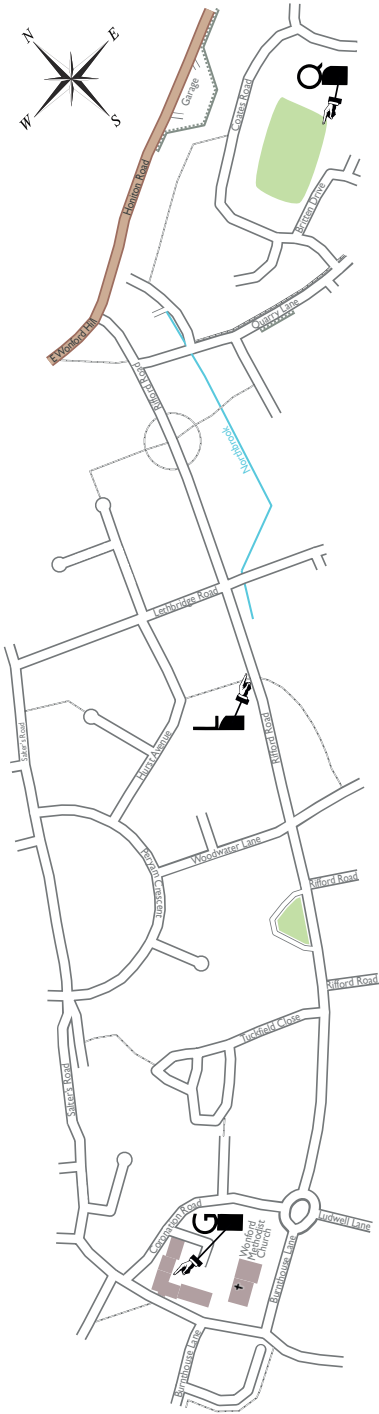 N
E
W
S
Garage
Honiton Road
Coates Road
Q
Britten Drive
E Wonford Hill
Quarry Lane
Rifford Road
Northbrook
Lethbridge Road
L
Salter's Road
Hurst Avenue
Rifford Road
Peryam Crescent
Woodwater Lane
Rifford Road
Rifford Road
Tuckfield Close
Salter's Road
Coronation Road
G
Wonford
Methodist
Church
Ludwell Lane
Burnthouse Lane
Burnthouse Lane